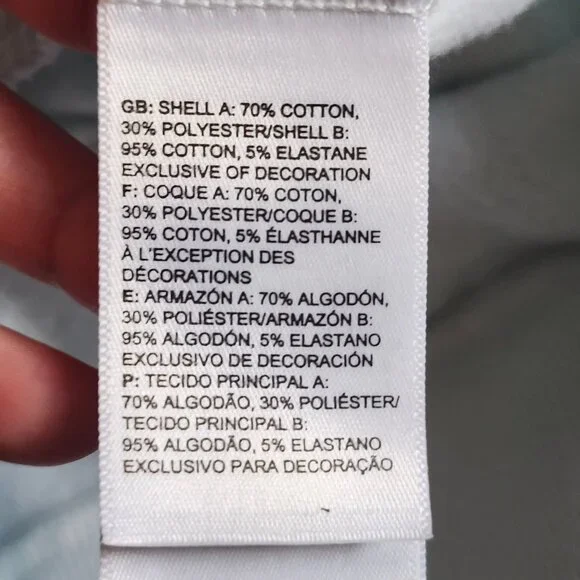 GB: SHELL A: 70% COTTON,
30% POLYESTER/SHELL B:
95% COTTON, 5% ELASTANE
EXCLUSIVE OF DECORATION
F: COQUE A: 70% COTON,
30% POLYESTER/COQUE B:
95% COTON, 5% ÉLASTHANNE
À L'EXCEPTION DES
DÉCORATIONS
E: ARMAZÓN A: 70% ALGODÓN,
30% POLIÉSTER/ARMAZÓN B:
95% ALGODÓN, 5% ELASTANO
EXCLUSIVO DE DECORACIÓN
P: TECIDO PRINCIPAL A:
70% ALGODÃO, 30% POLIÉSTER/
TECIDO PRINCIPAL B:
95% ALGODÃO, 5% ELASTANO
EXCLUSIVO PARA DECORAÇÃO